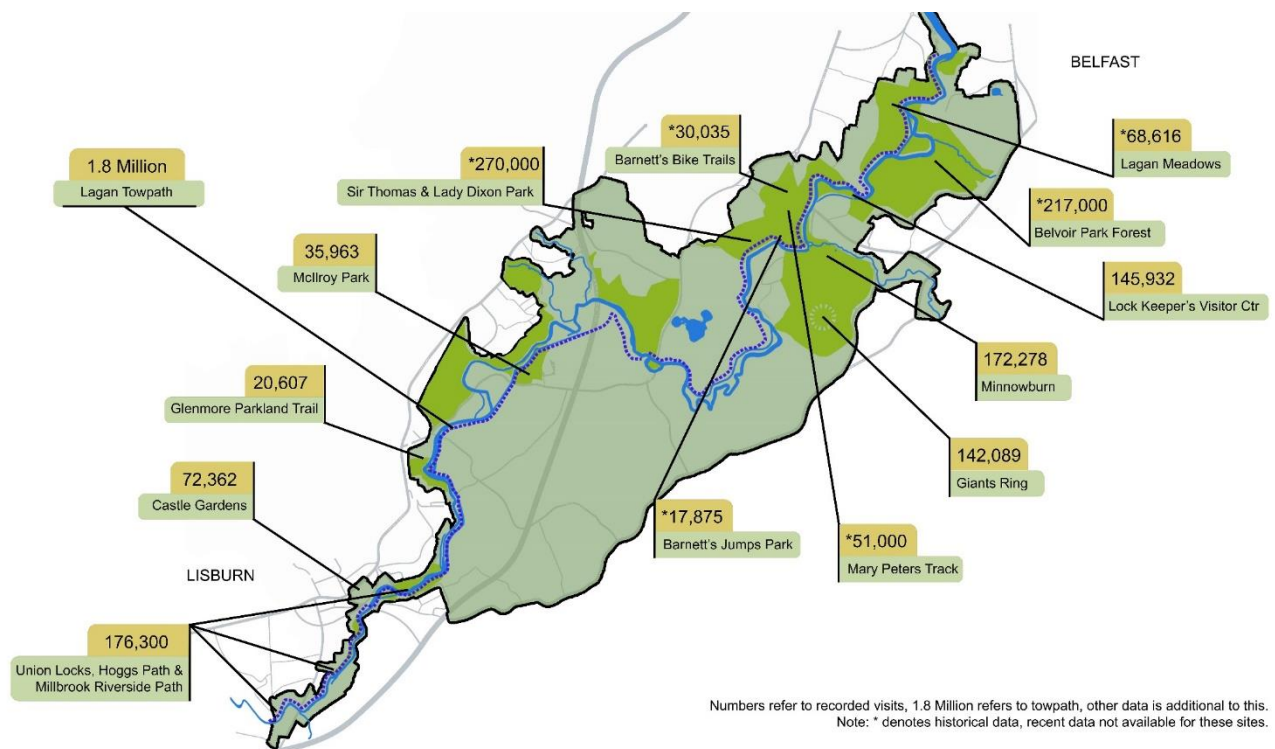 BELFAST
*30,035
Barnett's Bike Trails
*68,616
Lagan Meadows
1.8 Million
Lagan Towpath
*270,000
Sir Thomas & Lady Dixon Park
*217,000
Belvoir Park Forest
35,963
McIlroy Park
145,932
Lock Keeper's Visitor Ctr
172,278
Minnowburn
20,607
Glenmore Parkland Trail
142,089
Giants Ring
72,362
Castle Gardens
*17,875
Barnett's Jumps Park
*51,000
Mary Peters Track
LISBURN
176,300
Union Locks, Hoggs Path &
Millbrook Riverside Path
Numbers refer to recorded visits, 1.8 Million refers to towpath, other data is additional to this.
Note: * denotes historical data, recent data not available for these sites.